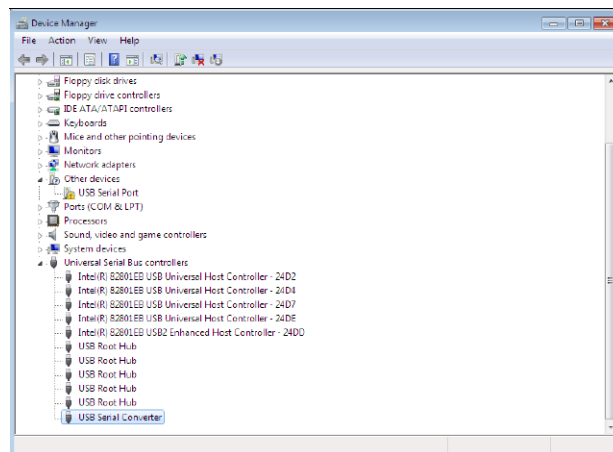 Device Manager
File Action View Help
Floppy disk drives
Floppy drive controllers
IDE ATA/ATAPI controllers
Keyboards
Mice and other pointing devices
Monitors
Network adapters
Other devices
USB Serial Port
Ports (COM & LPT)
Processors
Sound, video and game controllers
System devices
Universal Serial Bus controllers
Intel(R) 82801EB USB Universal Host Controller - 24D2
Intel(R) 82801EB USB Universal Host Controller - 24D4
Intel(R) 82801EB USB Universal Host Controller - 24D7
Intel(R) 82801EB USB Universal Host Controller - 24DE
Intel(R) 82801EB USB2 Enhanced Host Controller - 24DD
USB Root Hub
USB Root Hub
USB Root Hub
USB Root Hub
USB Root Hub
USB Serial Converter